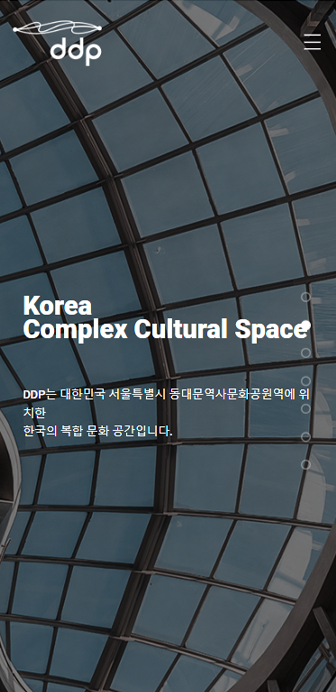 ddp
Korea
Complex Cultural Space
DDP는 대한민국 서울특별시 동대문역사문화공원역에 위
치한
한국의 복합 문화 공간입니다.